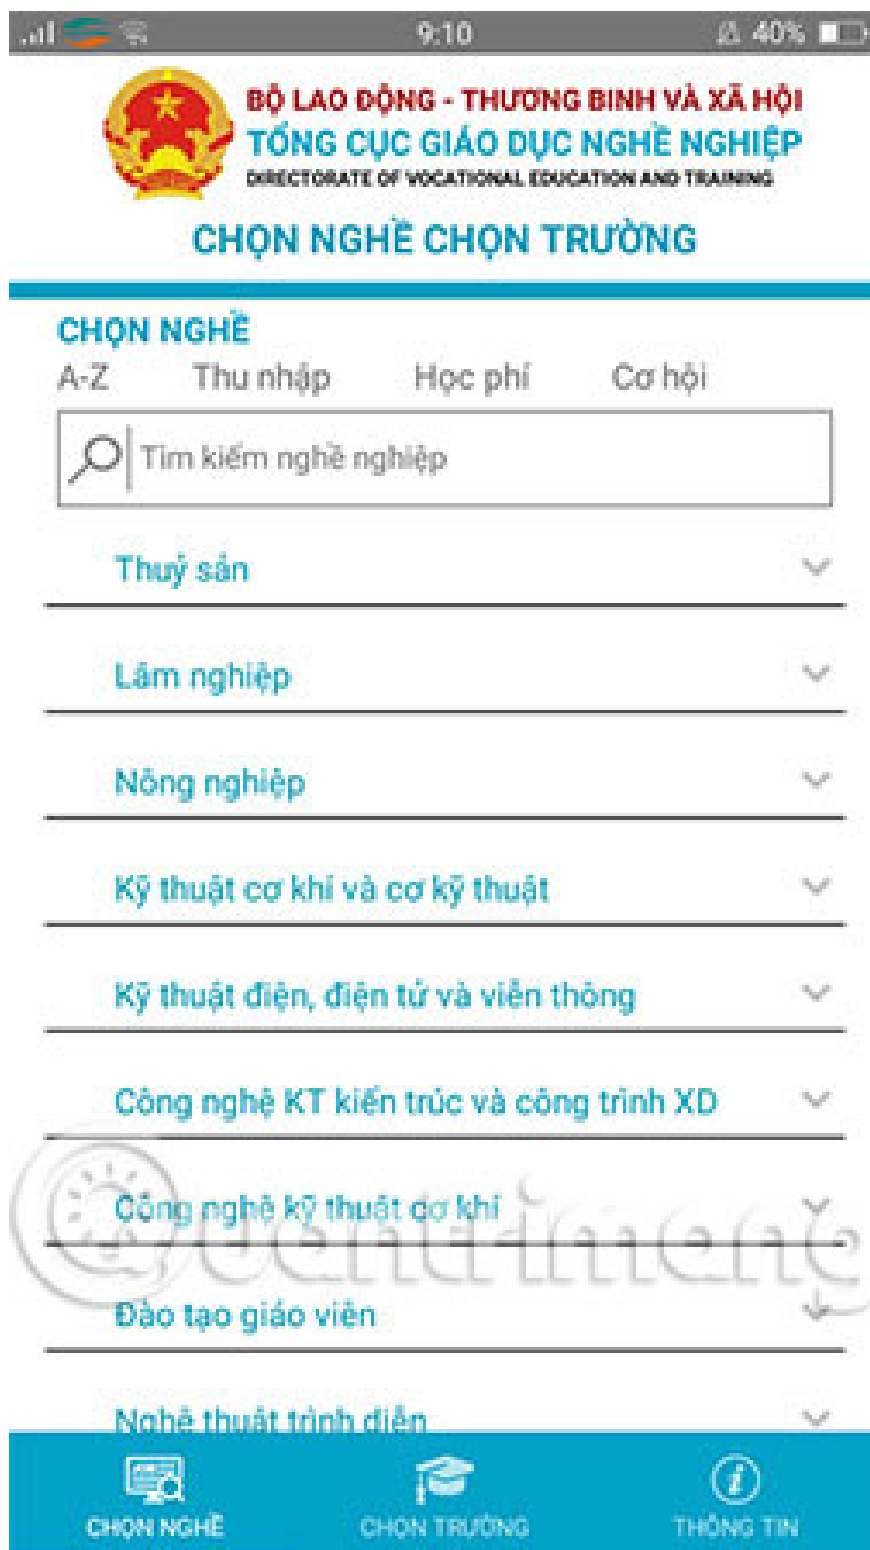 9:10
40%
BỘ LAO ĐỘNG - THƯƠNG BINH VÀ XÃ HỘI
TỔNG CỤC GIÁO DỤC NGHỀ NGHIỆP
DIRECTORATE OF VOCATIONAL EDUCATION AND TRAINING
CHỌN NGHỀ CHỌN TRƯỜNG
CHỌN NGHỀ
A-Z Thu nhập Học phí Cơ hội
Tìm kiếm nghề nghiệp
Thuỷ sản
Lâm nghiệp
Nông nghiệp
Kỹ thuật cơ khí và cơ kỹ thuật
Kỹ thuật điện, điện tử và viễn thông
Công nghệ KT kiến trúc và công trình XD
Công nghệ kỹ thuật cơ khí
Quantrimang
Đào tạo giáo viên
Nghệ thuật trình diễn
CHỌN NGHỀ CHỌN TRƯỜNG THÔNG TIN